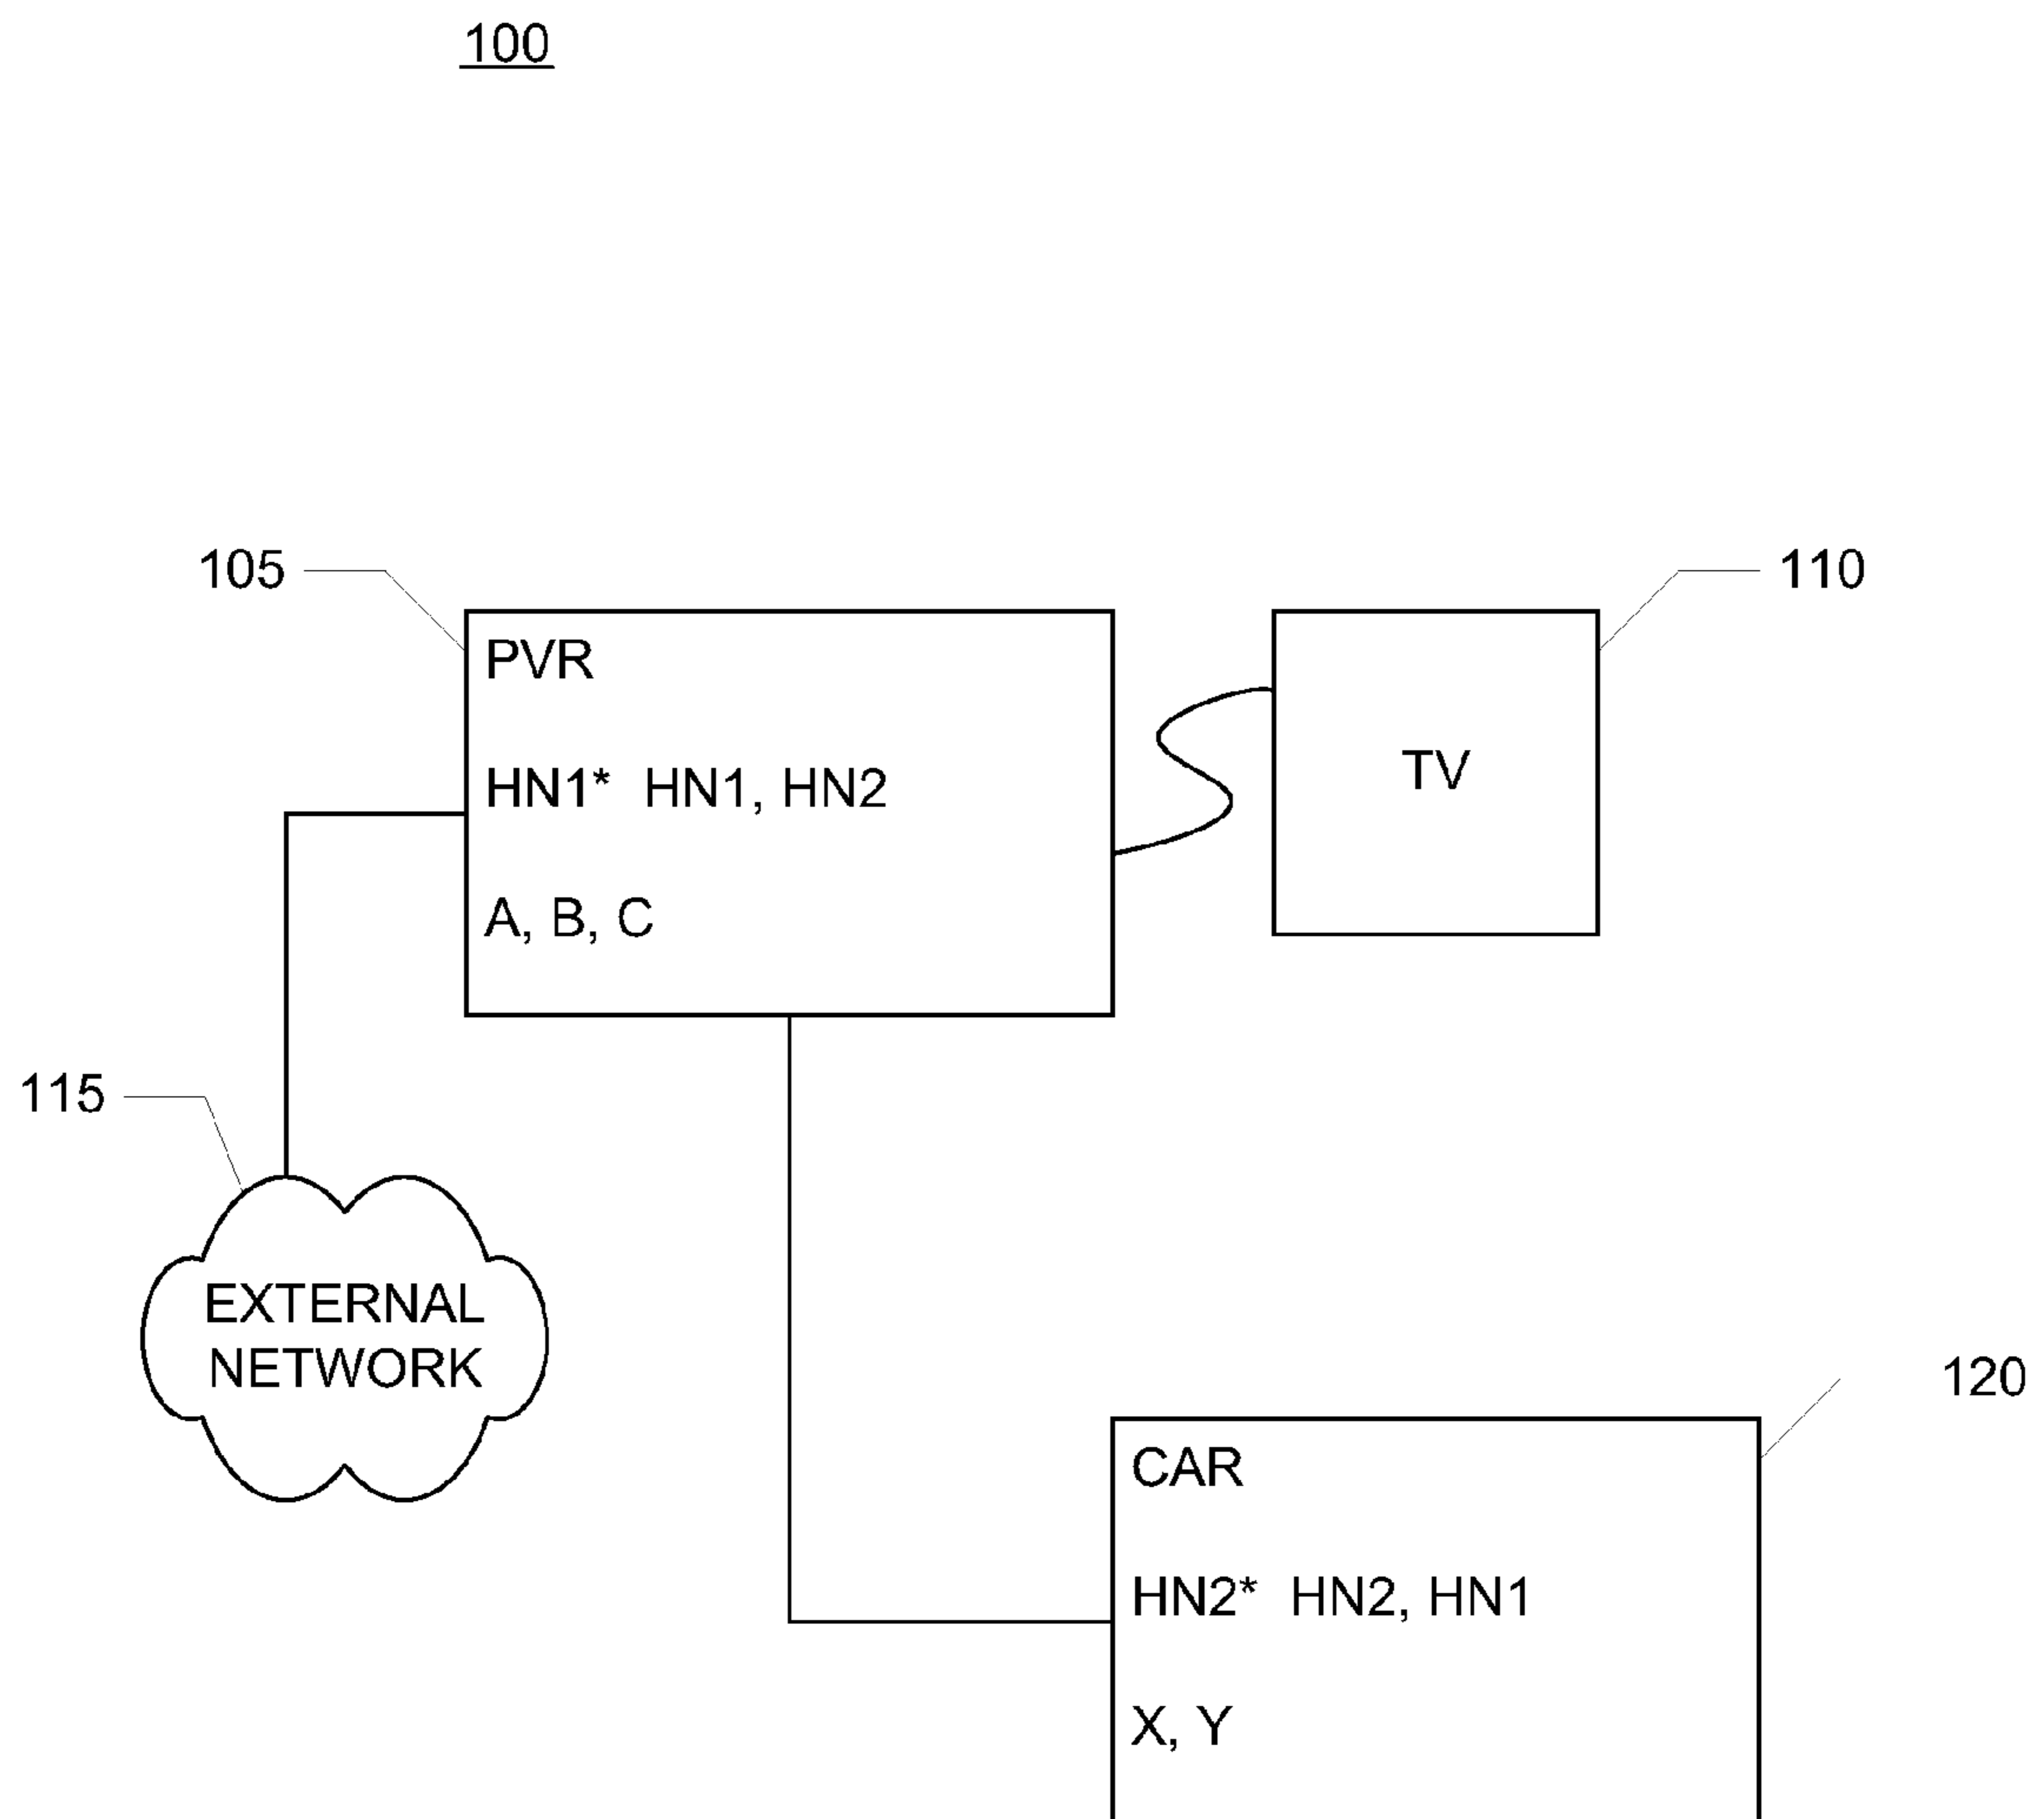 100
105
110
PVR
HN1* HN1, HN2
A, B, C
TV
115
EXTERNAL
NETWORK
120
CAR
HN2* HN2, HN1
X, Y